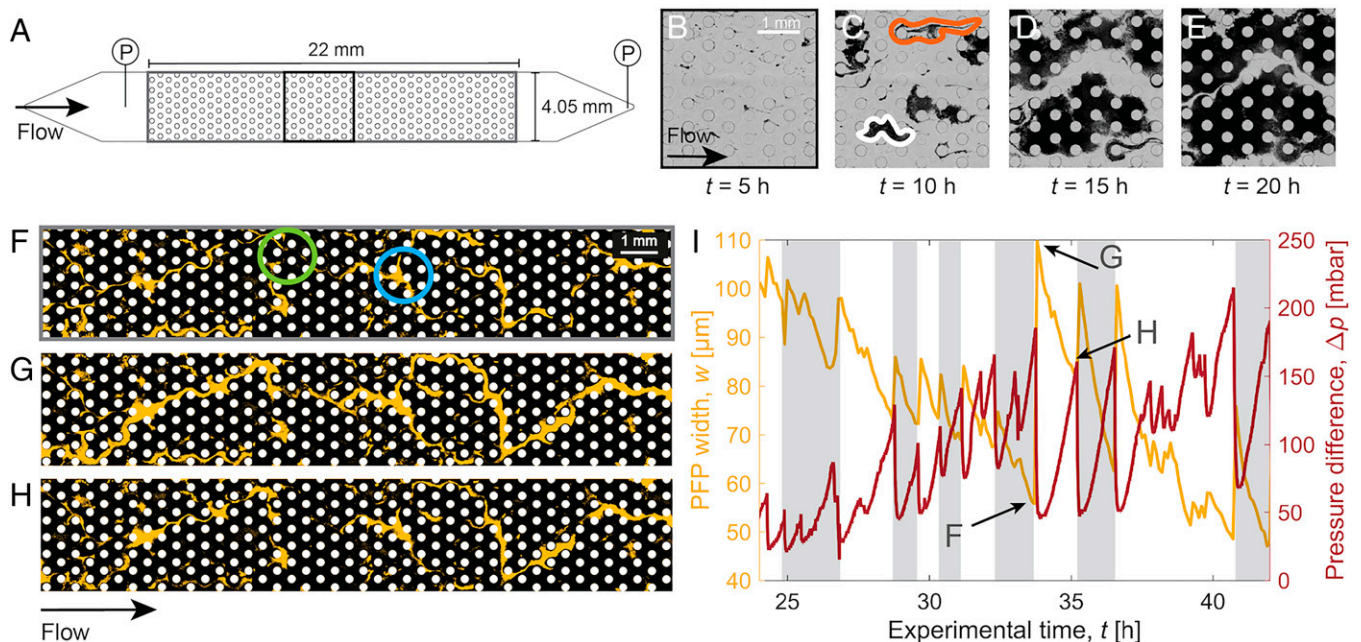 A
P
P
22 mm
4.05 mm
Flow
B
1 mm
Flow
t = 5 h
C
t = 10 h
D
t = 15 h
E
t = 20 h
F
1 mm
G
H
Flow
I
PFP width, w [µm]
110
100
90
80
70
60
50
40
G
H
F
250
200
150
100
50
0
Pressure difference, Δp [mbar]
25
30
35
40
Experimental time, t [h]